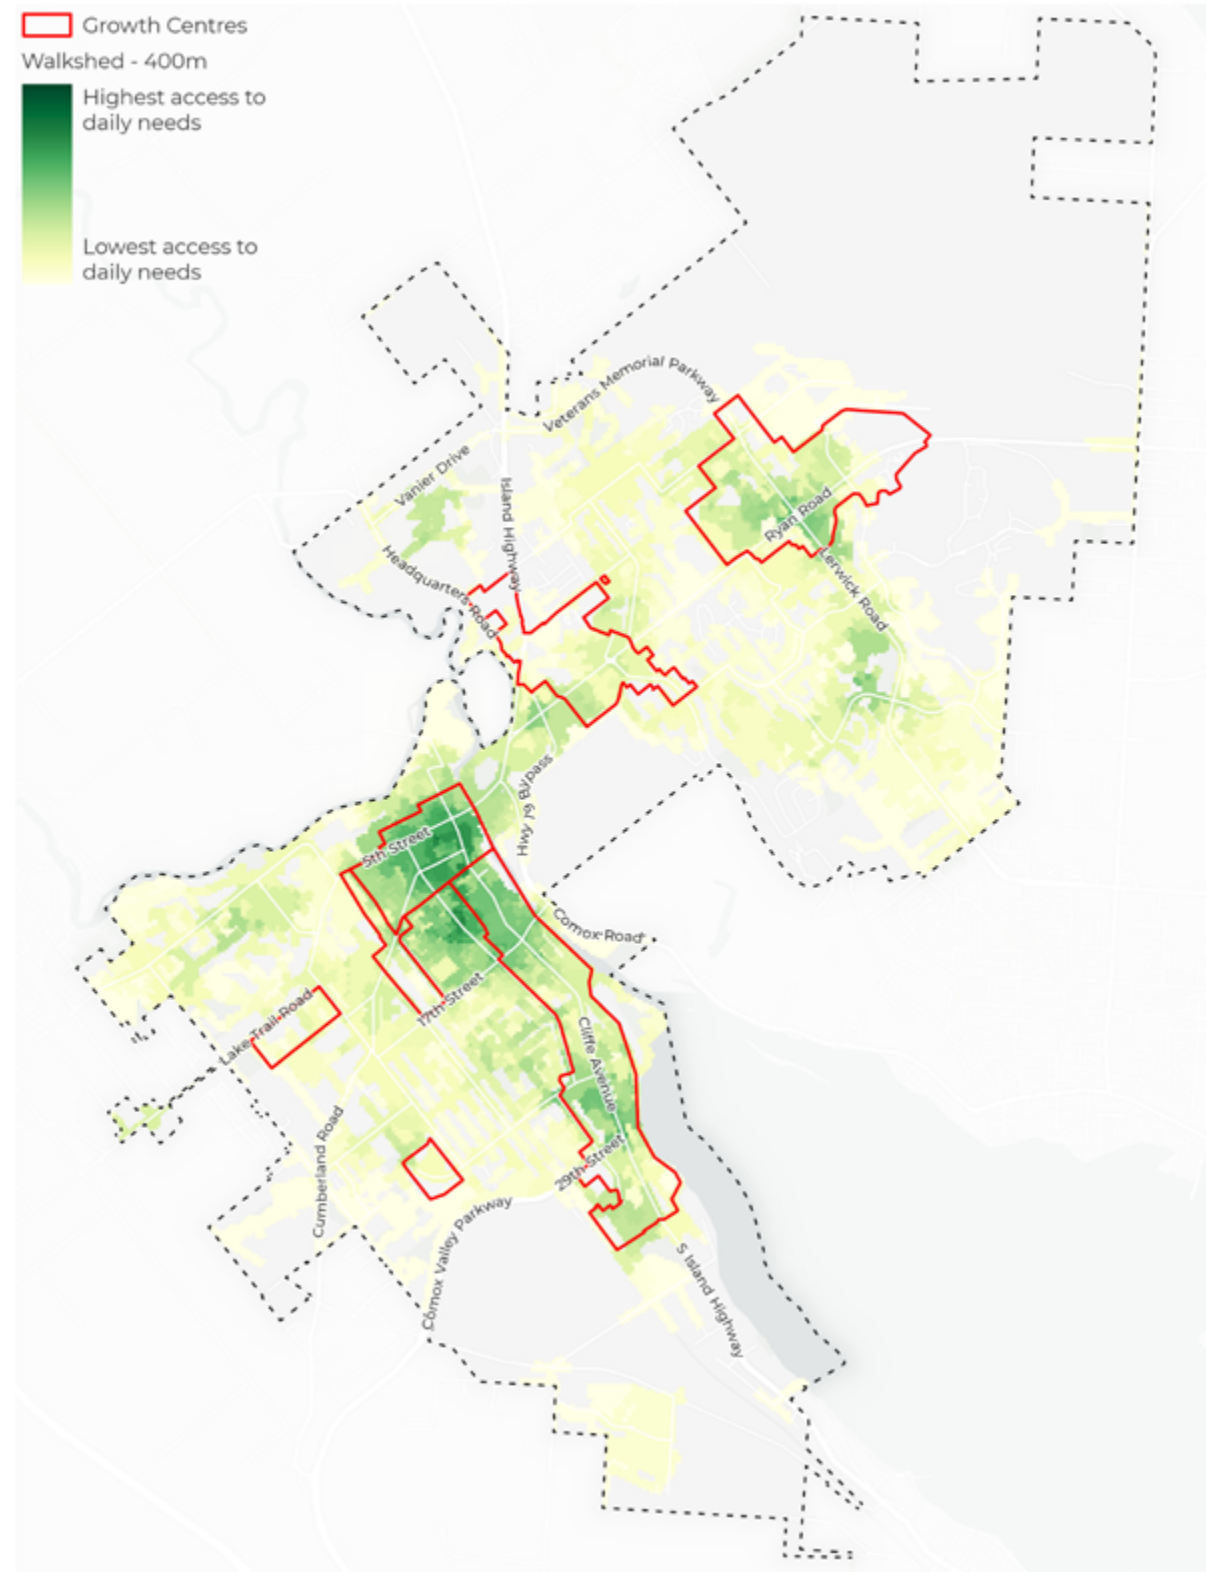 Growth Centres
Walkshed - 400m
Highest access to
daily needs
Lowest access to
daily needs
Veterans Memorial Parkway
Vanier Drive
Island Highway
Ryan Road
Headquarters Road
Lerwick Road
Hwy 19 Bypass
5th Street
Comox Road
17th Street
Lake Trail Road
Cliffe Avenue
Cumberland Road
29th Street
Comox Valley Parkway
S Island Highway